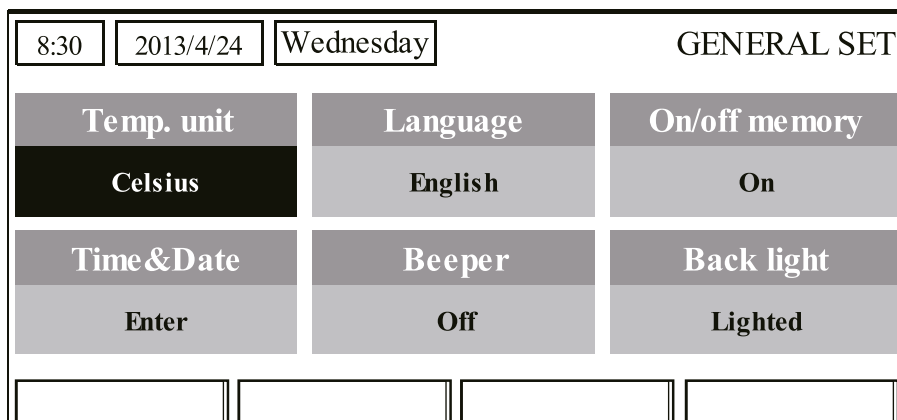 8:30 2013/4/24 Wednesday GENERAL SET
Temp. unit Language On/off memory
Celsius English On
Time&Date Beeper Back light
Enter Off Lighted